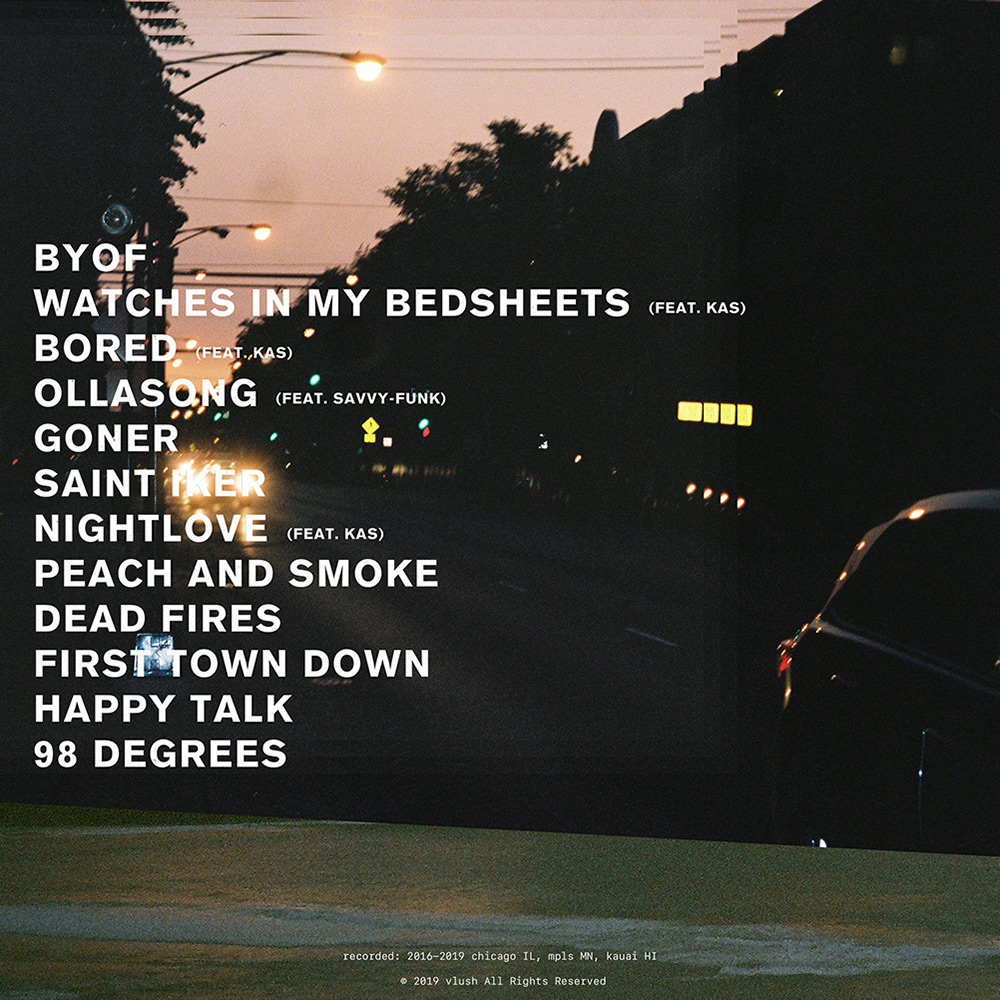 BYOF
WATCHES IN MY BEDSHEETS (FEAT. KAS)
BORED (FEAT. KAS)
OLLASONG (FEAT. SAVVY-FUNK)
GONER
SAINT IKER
NIGHTLOVE (FEAT. KAS)
PEACH AND SMOKE
DEAD FIRES
FIRST TOWN DOWN
HAPPY TALK
98 DEGREES
recorded: 2016–2019 chicago IL, mpls MN, kauai HI
© 2019 vlush All Rights Reserved